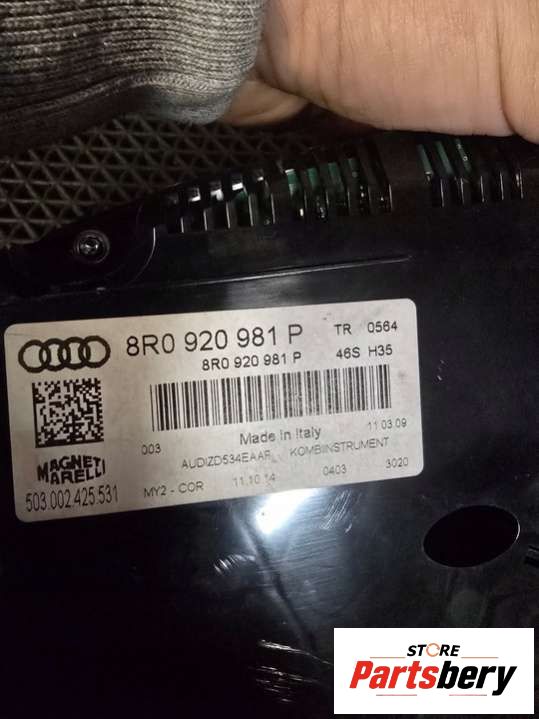 8R0 920 981 P TR 0564
8R0 920 981 P 46S H35
Made in Italy 11.03.09
003
AUDIZD534EAAF KOMBIINSTRUMENT
MAGNETI
MARELLI
MY2 - COR 11.10.14 0403 3020
503.002.425.531
STORE
Partsbery